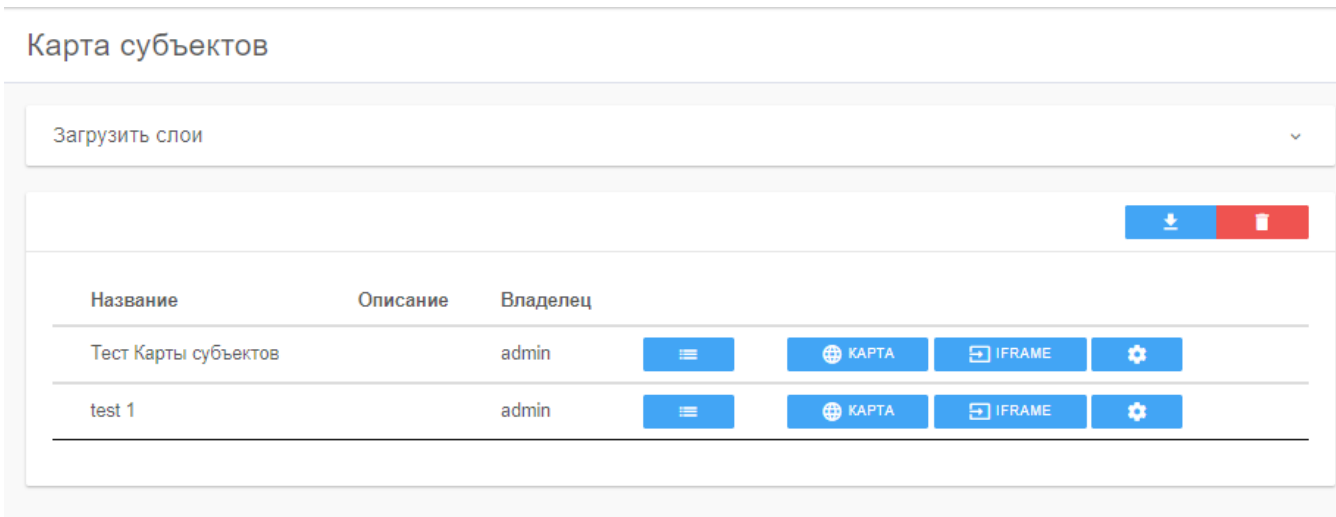 Карта субъектов
Загрузить слои
Название Описание Владелец
Тест Карты субъектов admin КАРТА IFRAME
test 1 admin КАРТА IFRAME